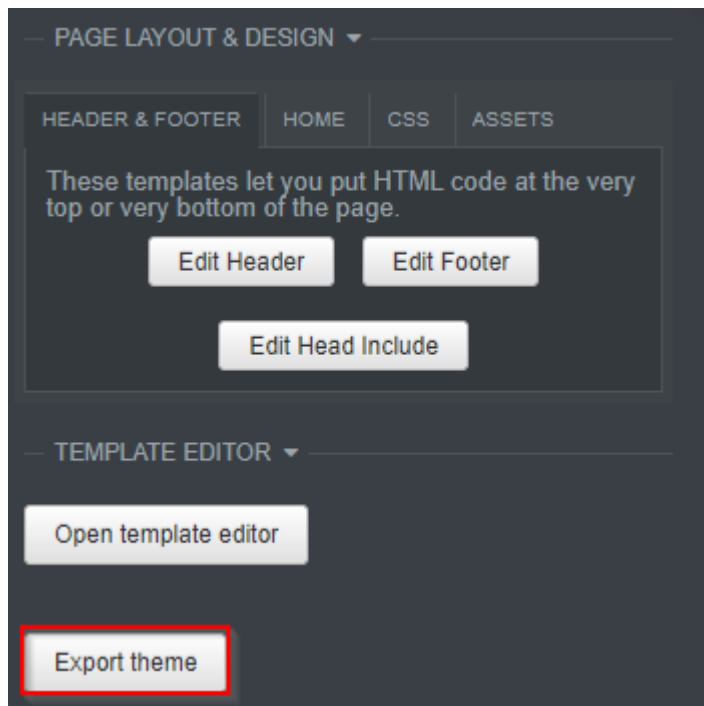 PAGE LAYOUT & DESIGN
HEADER & FOOTER HOME CSS ASSETS
These templates let you put HTML code at the very
top or very bottom of the page.
Edit Header Edit Footer
Edit Head Include
TEMPLATE EDITOR
Open template editor
Export theme